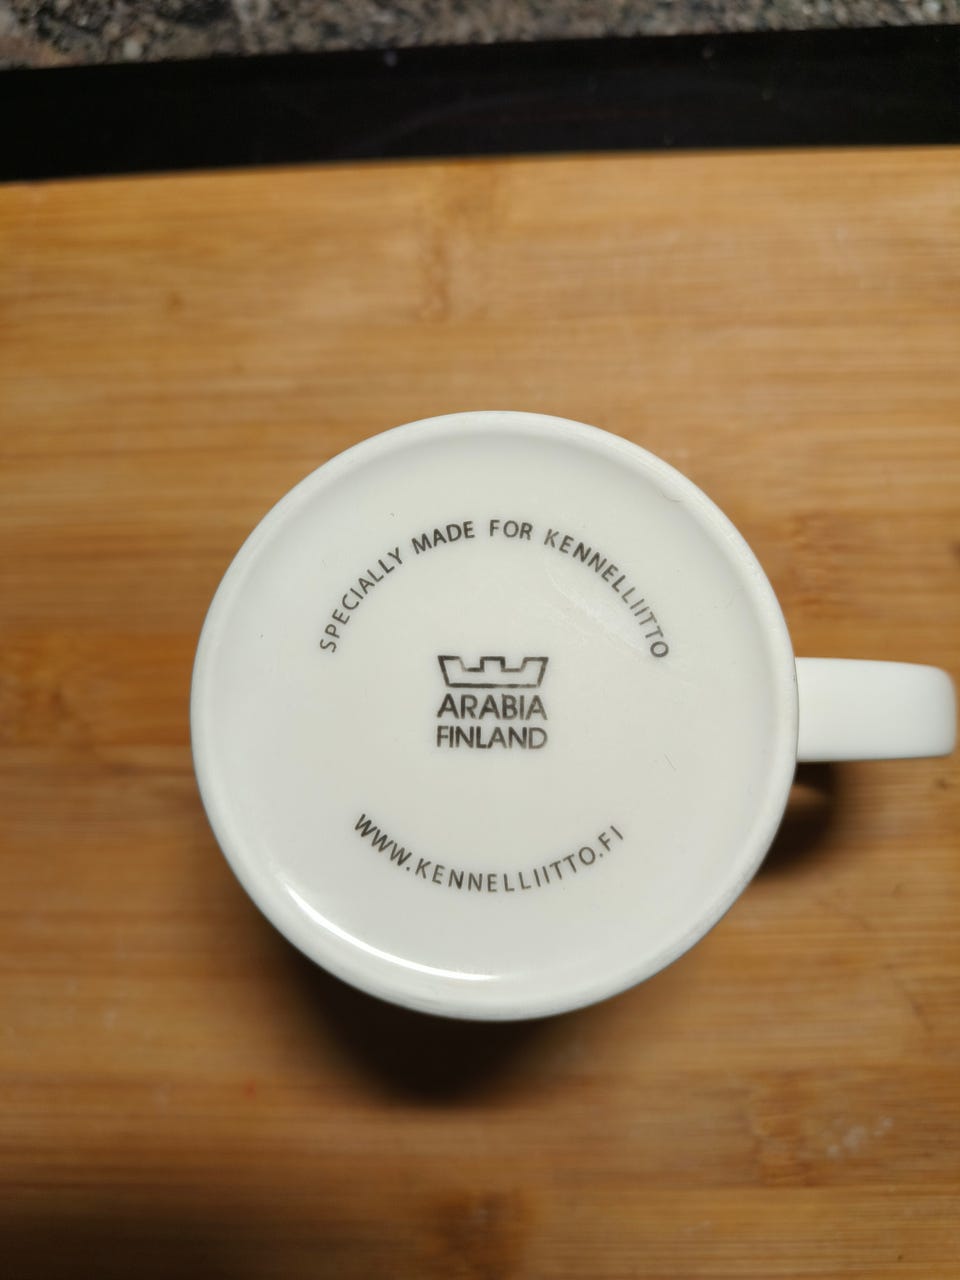 SPECIALLY MADE FOR KENNELLIITTO
ARABIA
FINLAND
WWW.KENNELLIITTO.FI